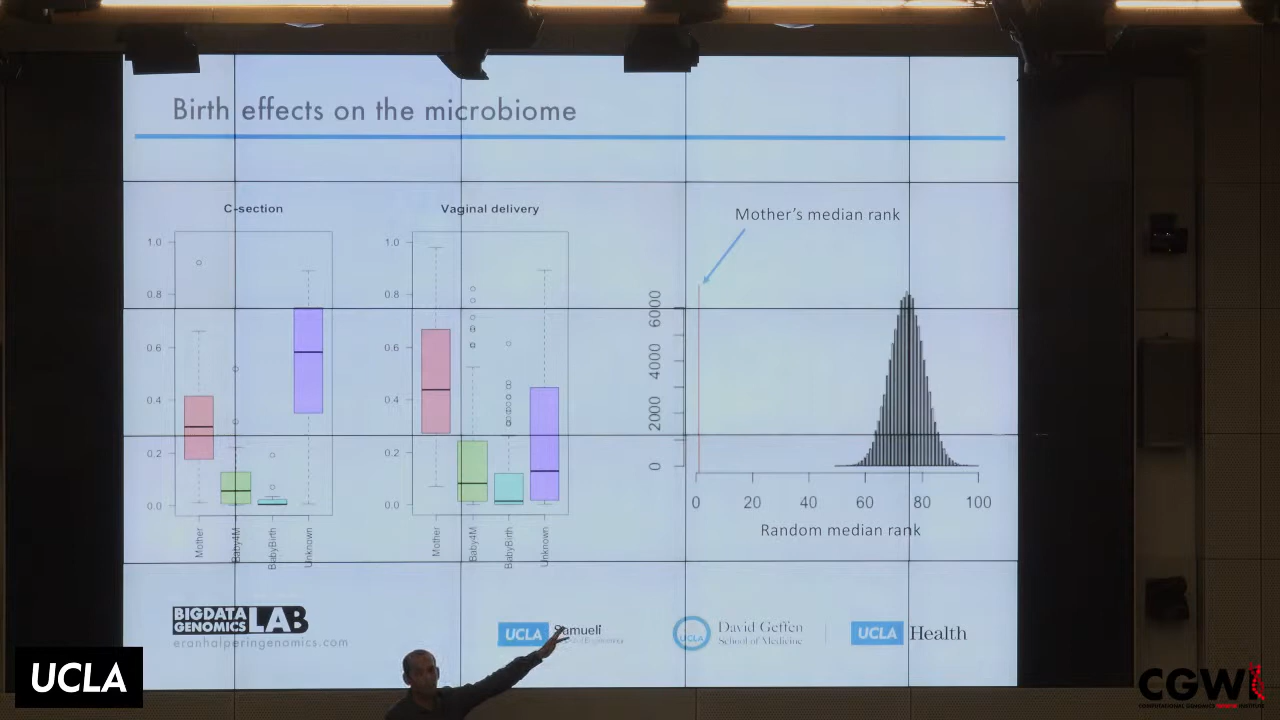 Birth effects on the microbiome
C-section
1.0
0.8
0.6
0.4
0.2
0.0
Mother
Baby4M
BabyBirth
Unknown
Vaginal delivery
1.0
0.8
0.6
0.4
0.2
0.0
Mother
Baby4M
BabyBirth
Unknown
Mother's median rank
6000
4000
2000
0
0 20 40 60 80 100
Random median rank
BIGDATA
GENOMICS LAB
eranhalperingenomics.com
UCLA Samueli
UCLA David Geffen
School of Medicine
UCLA Health
UCLA
CGWI